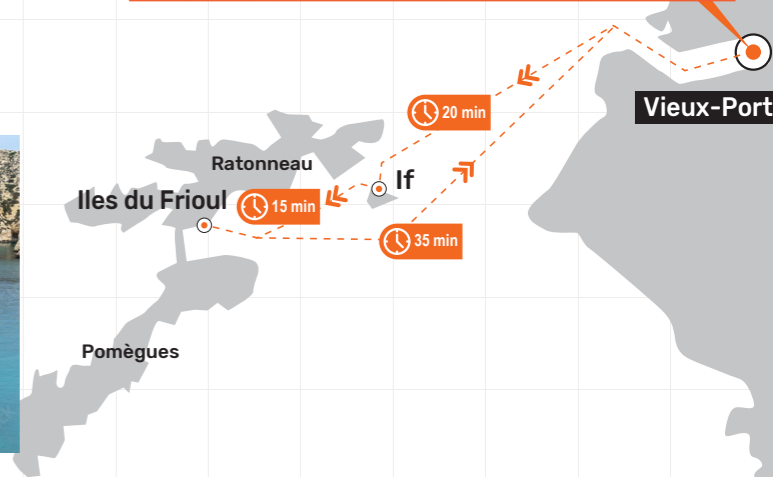 20 min
Vieux-Port
Ratonneau
If
Iles du Frioul
15 min
35 min
Pomègues